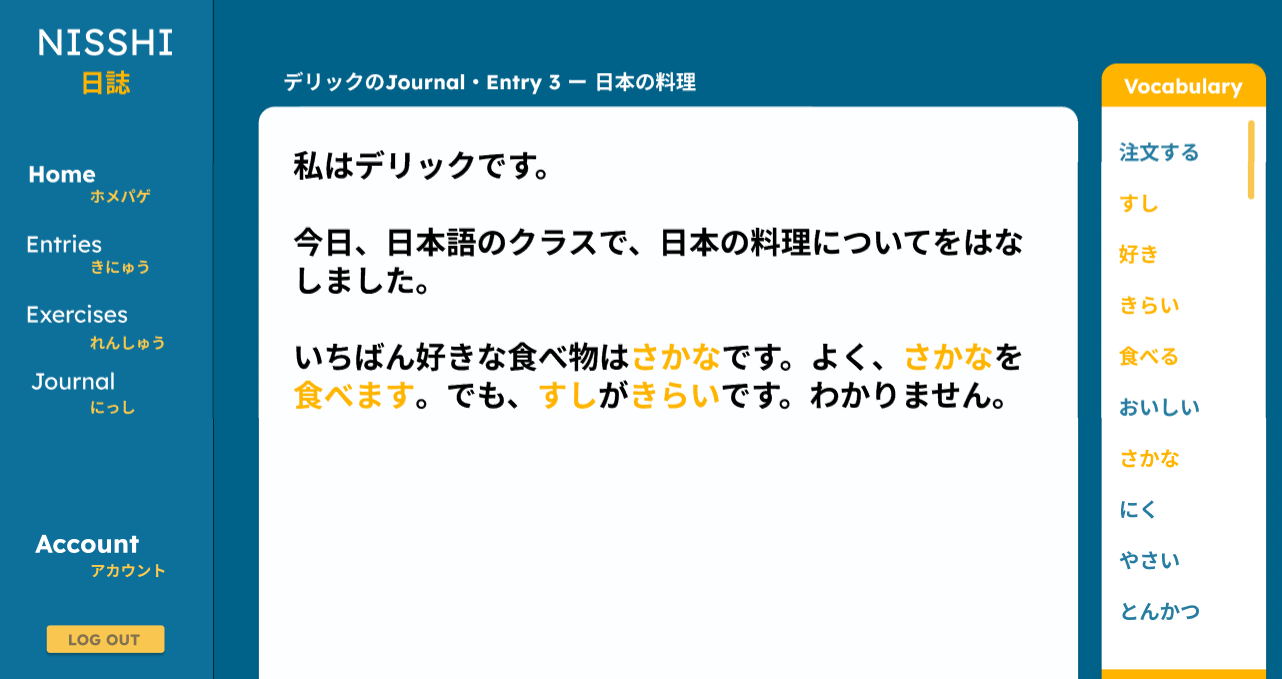 NISSHI
日誌
Home
ホメパゲ
Entries
きにゅう
Exercises
れんしゅう
Journal
にっし
Account
アカウント
LOG OUT
デリックのJournal・Entry 3 ー 日本の料理
私はデリックです。
今日、日本語のクラスで、日本の料理についてをはな
しました。
いちばん好きな食べ物はさかなです。よく、さかなを
食べます。でも、すしがきらいです。わかりません。
Vocabulary
注文する
すし
好き
きらい
食べる
おいしい
さかな
にく
やさい
とんかつ